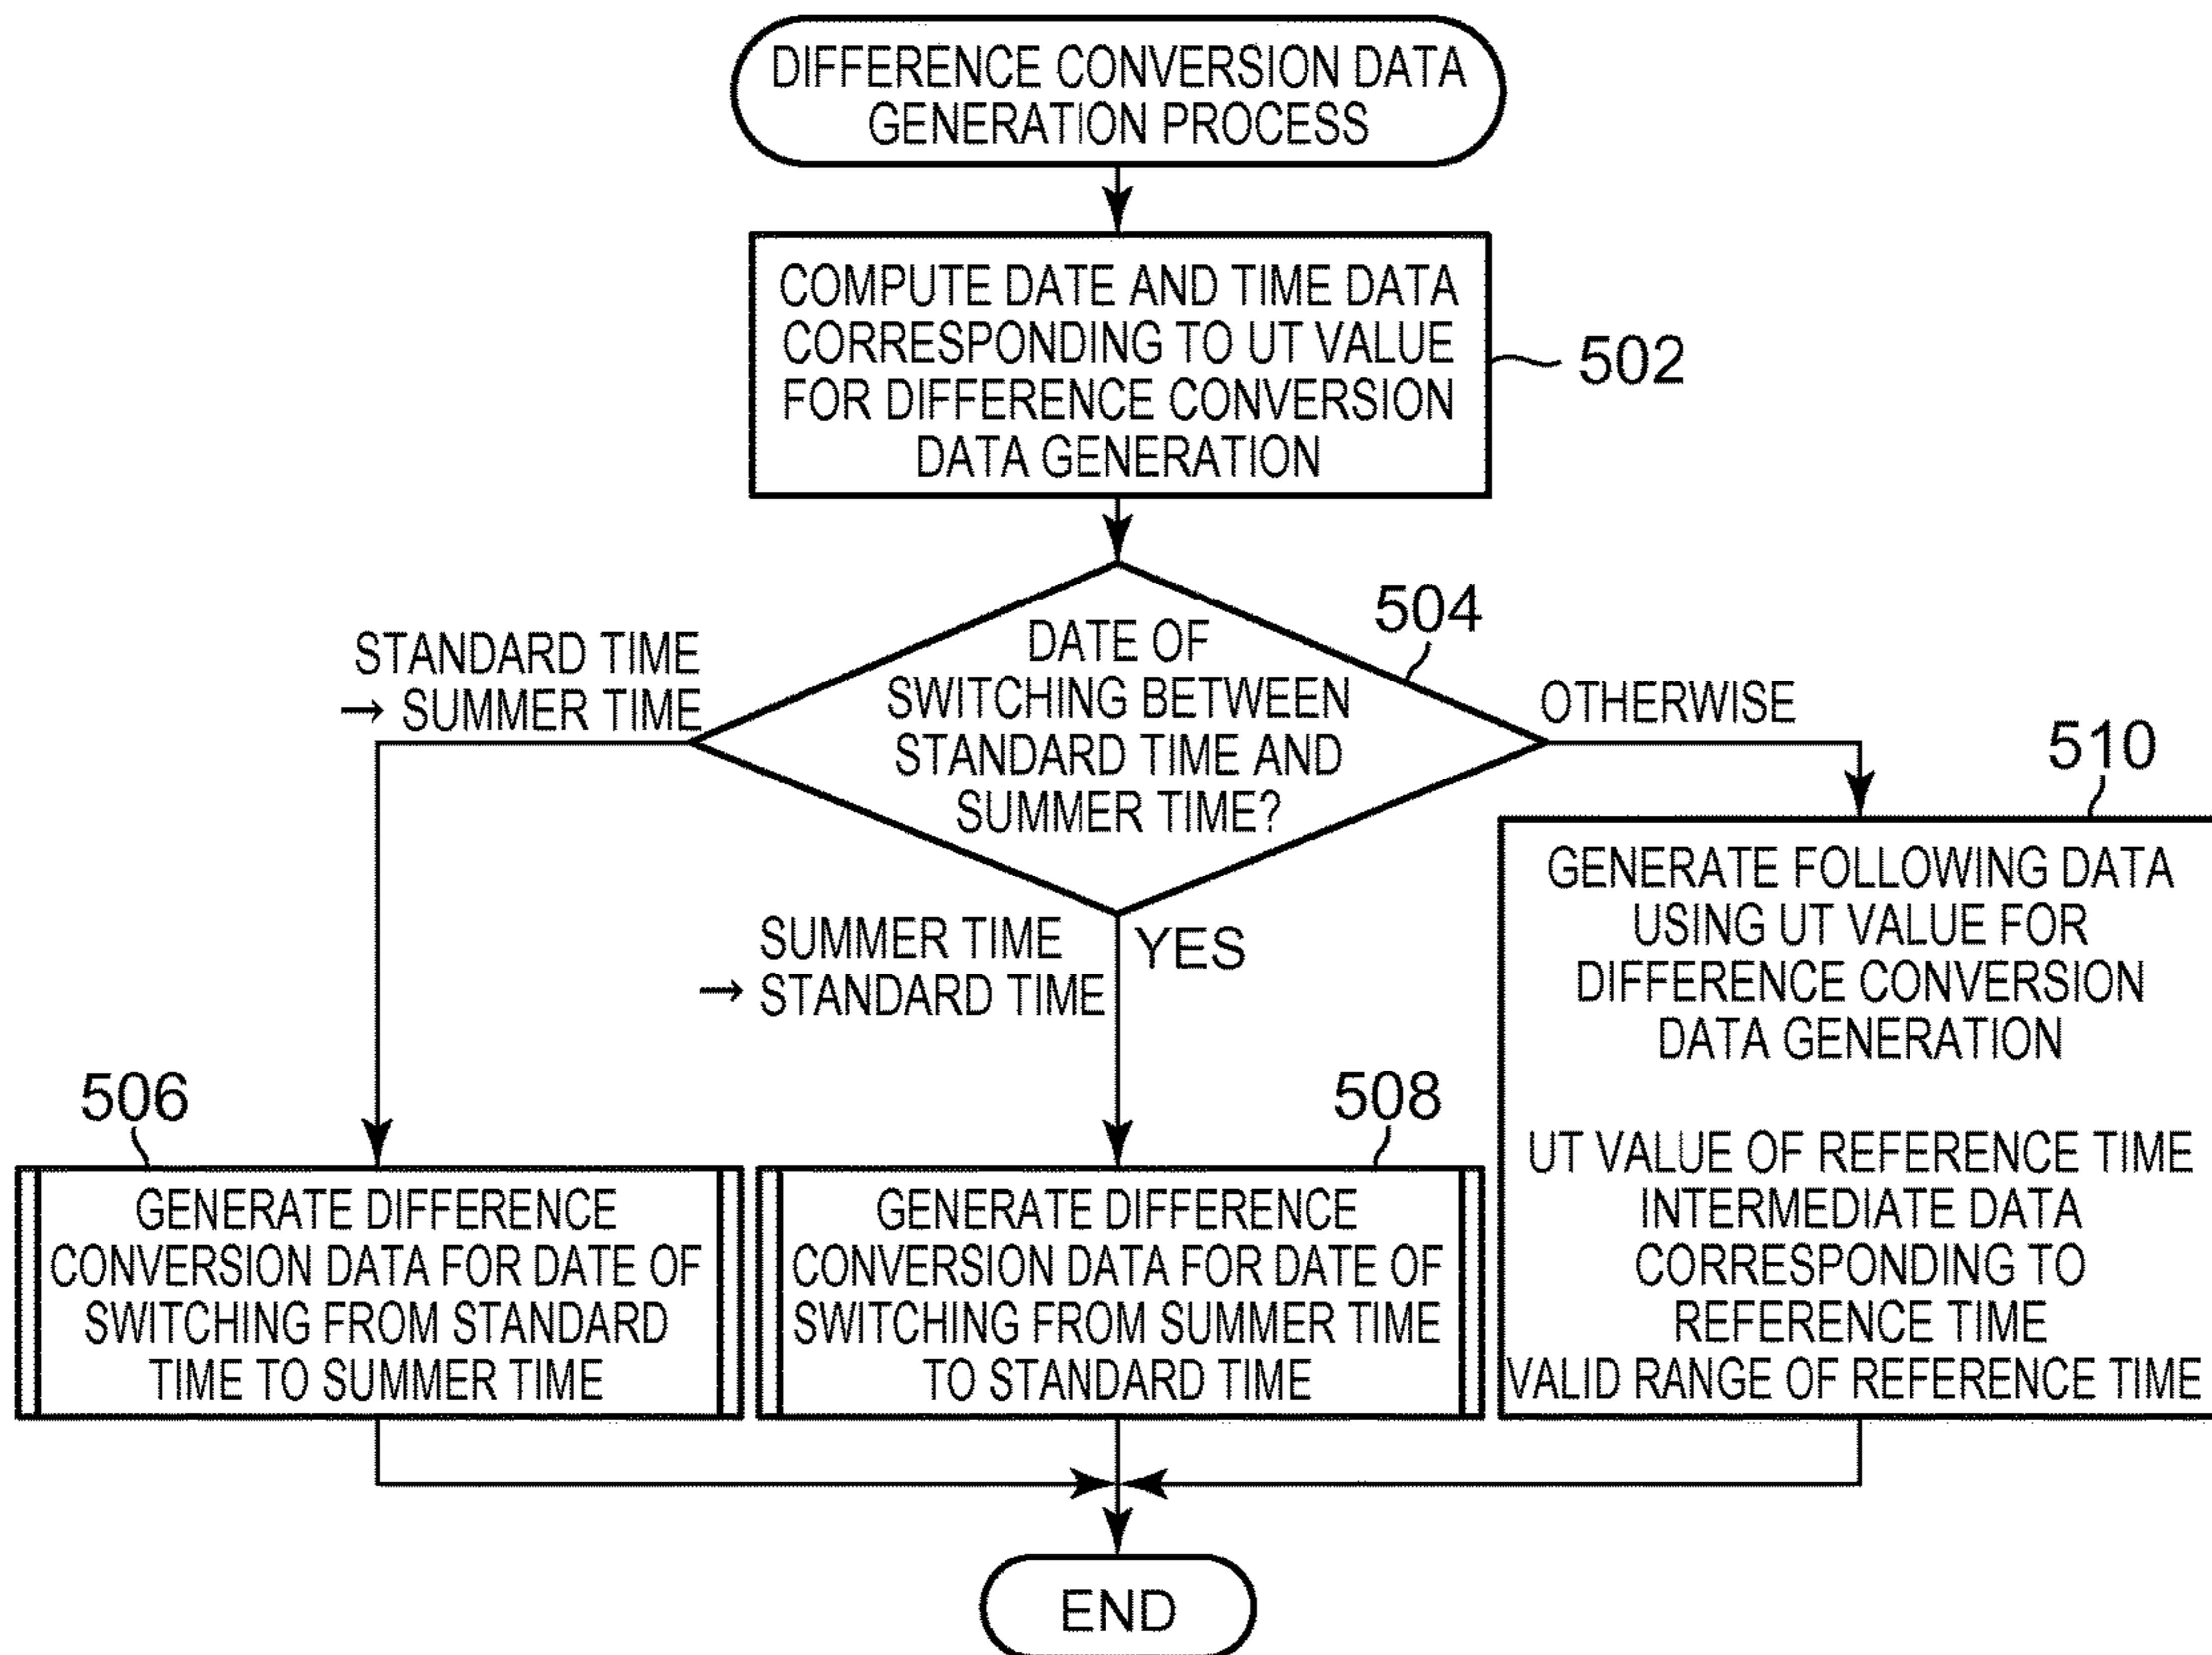 DIFFERENCE CONVERSION DATA
GENERATION PROCESS
COMPUTE DATE AND TIME DATA
CORRESPONDING TO UT VALUE
FOR DIFFERENCE CONVERSION
DATA GENERATION
502
DATE OF
SWITCHING BETWEEN
STANDARD TIME AND
SUMMER TIME?
504
STANDARD TIME
→ SUMMER TIME
OTHERWISE
SUMMER TIME
→ STANDARD TIME
YES
506
GENERATE DIFFERENCE
CONVERSION DATA FOR DATE OF
SWITCHING FROM STANDARD
TIME TO SUMMER TIME
508
GENERATE DIFFERENCE
CONVERSION DATA FOR DATE OF
SWITCHING FROM SUMMER TIME
TO STANDARD TIME
510
GENERATE FOLLOWING DATA
USING UT VALUE FOR
DIFFERENCE CONVERSION
DATA GENERATION
UT VALUE OF REFERENCE TIME
INTERMEDIATE DATA
CORRESPONDING TO
REFERENCE TIME
VALID RANGE OF REFERENCE TIME
END